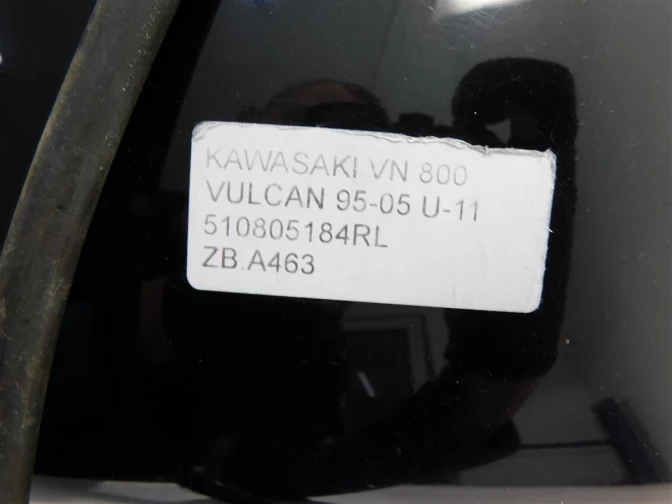 KAWASAKI VN 800
VULCAN 95-05 U-11
510805184RL
ZB.A463